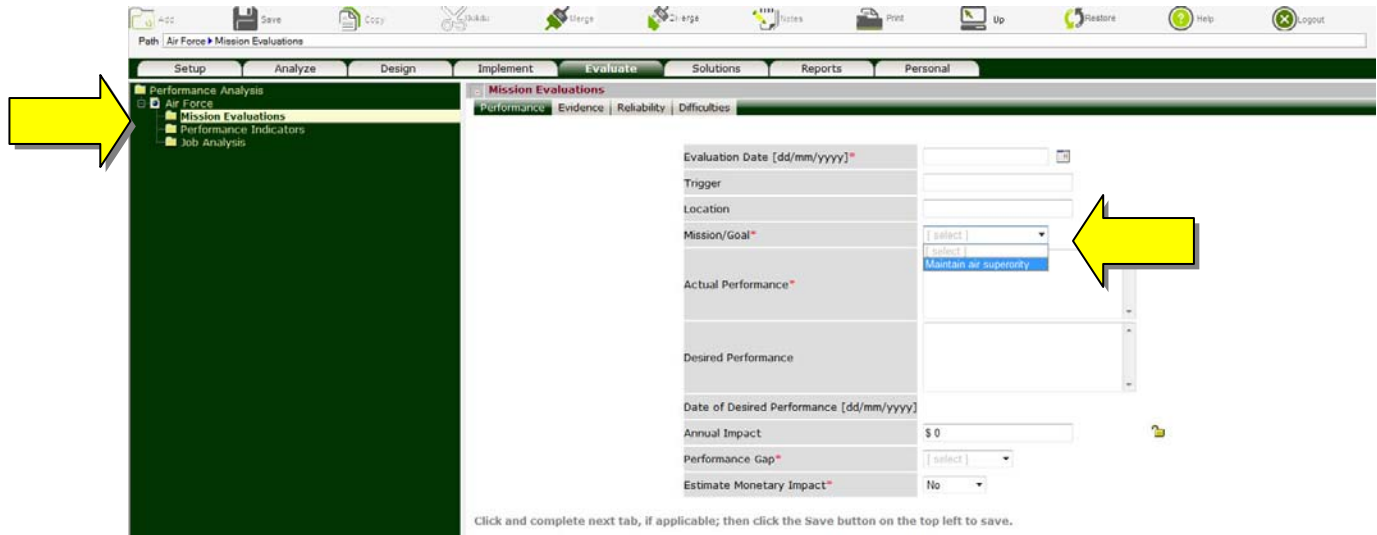 Add Save Copy Merge Diverge Notes Print Up Restore Help Logout
Path Air Force Mission Evaluations
Setup Analyze Design Implement Evaluate Solutions Reports Personal
Performance Analysis
Air Force
Mission Evaluations
Performance Indicators
Job Analysis
Mission Evaluations
Performance Evidence Reliability Difficulties
Evaluation Date [dd/mm/yyyy]*
Trigger
Location
Mission/Goal* [ select ]
[ select ]
Maintain air superority
Actual Performance*
Desired Performance
Date of Desired Performance [dd/mm/yyyy]
Annual Impact $ 0
Performance Gap* [ select ]
Estimate Monetary Impact* No
Click and complete next tab, if applicable; then click the Save button on the top left to save.